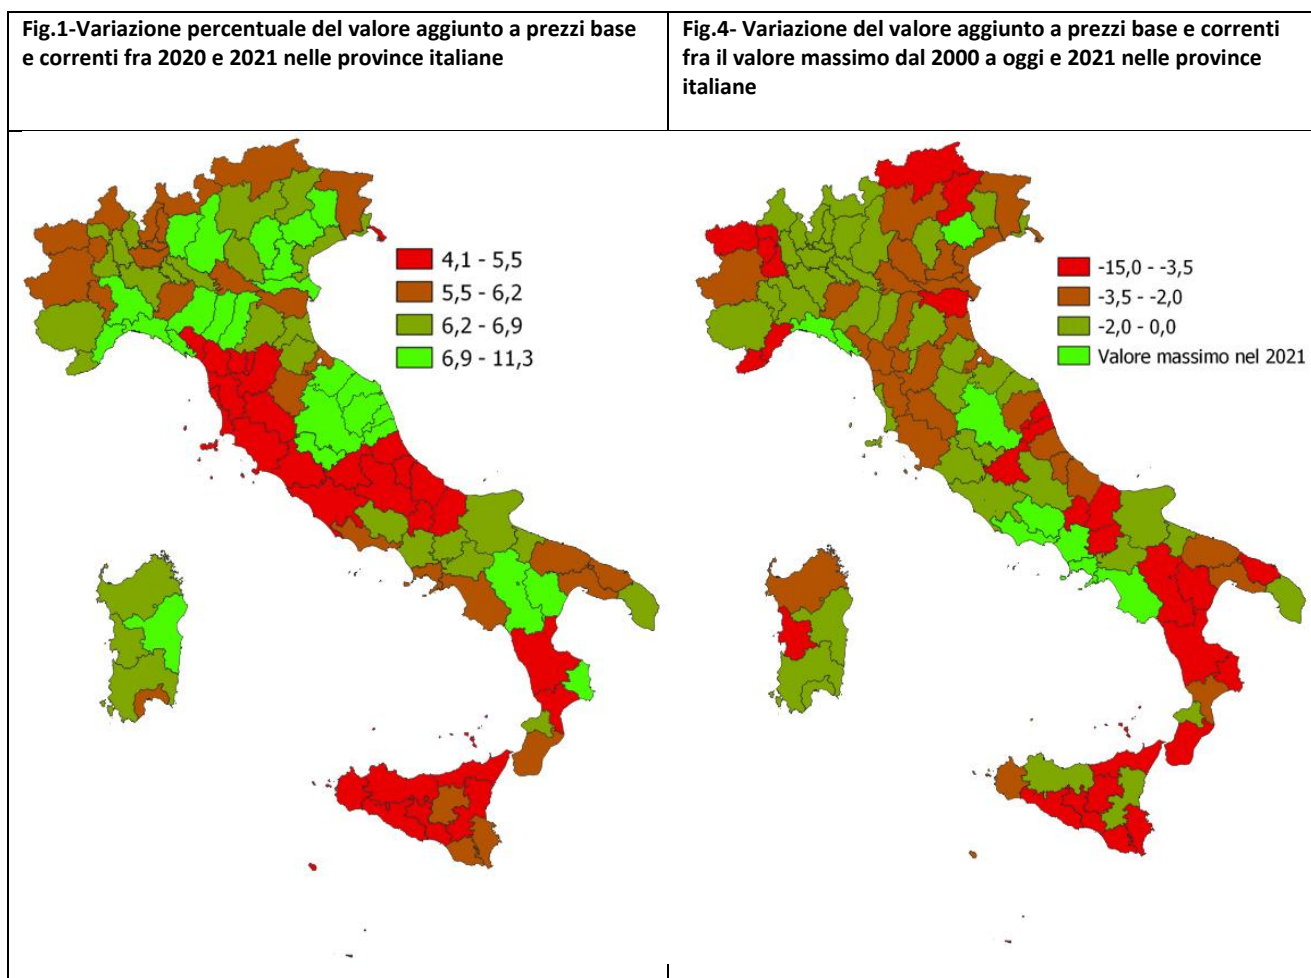 Fig.1-Variazione percentuale del valore aggiunto a prezzi base
e correnti fra 2020 e 2021 nelle province italiane
Fig.4- Variazione del valore aggiunto a prezzi base e correnti
fra il valore massimo dal 2000 a oggi e 2021 nelle province
italiane
4,1 - 5,5
5,5 - 6,2
6,2 - 6,9
6,9 - 11,3
-15,0 - -3,5
-3,5 - -2,0
-2,0 - 0,0
Valore massimo nel 2021